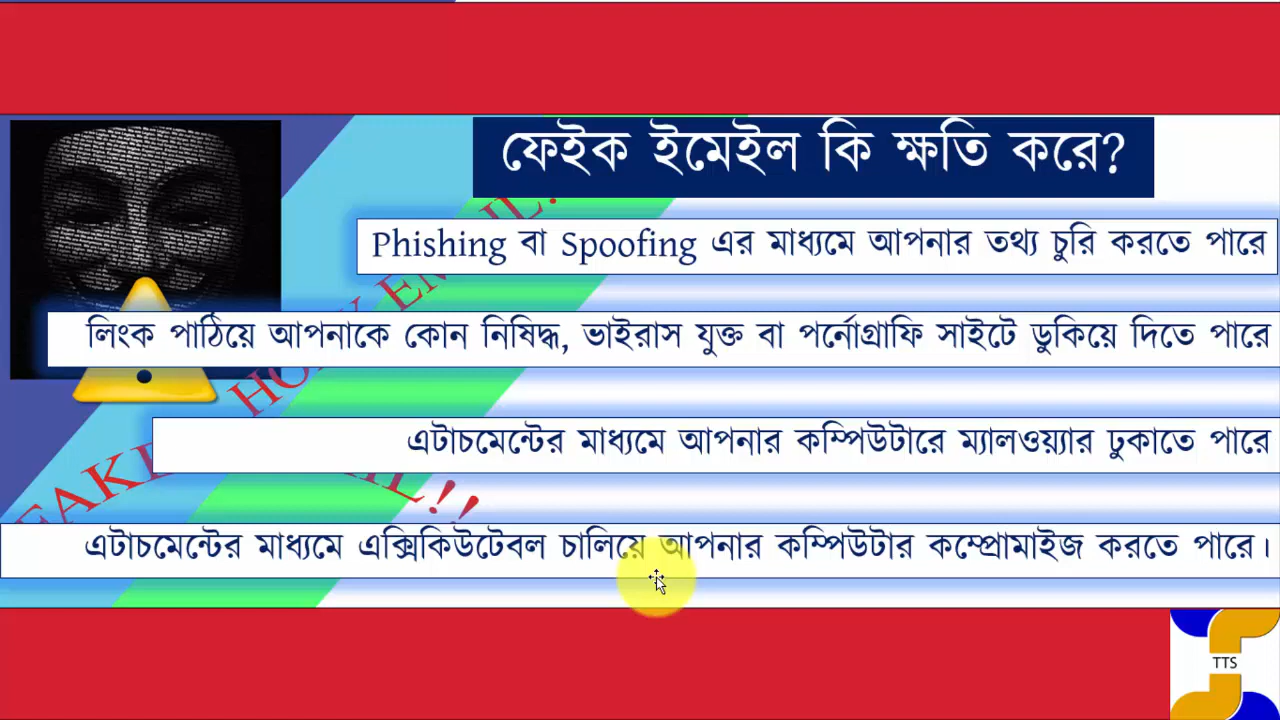 ফেইক ইমেইল কি ক্ষতি করে?
Phishing বা Spoofing এর মাধ্যমে আপনার তথ্য চুরি করতে পারে
লিংক পাঠিয়ে আপনাকে কোন নিষিদ্ধ, ভাইরাস যুক্ত বা পর্নোগ্রাফি সাইটে ডুকিয়ে দিতে পারে
এটাচমেন্টের মাধ্যমে আপনার কম্পিউটারে ম্যালওয়্যার ঢুকাতে পারে
এটাচমেন্টের মাধ্যমে এক্সিকিউটেবল চালিয়ে আপনার কম্পিউটার কম্প্রোমাইজ করতে পারে।
TTS